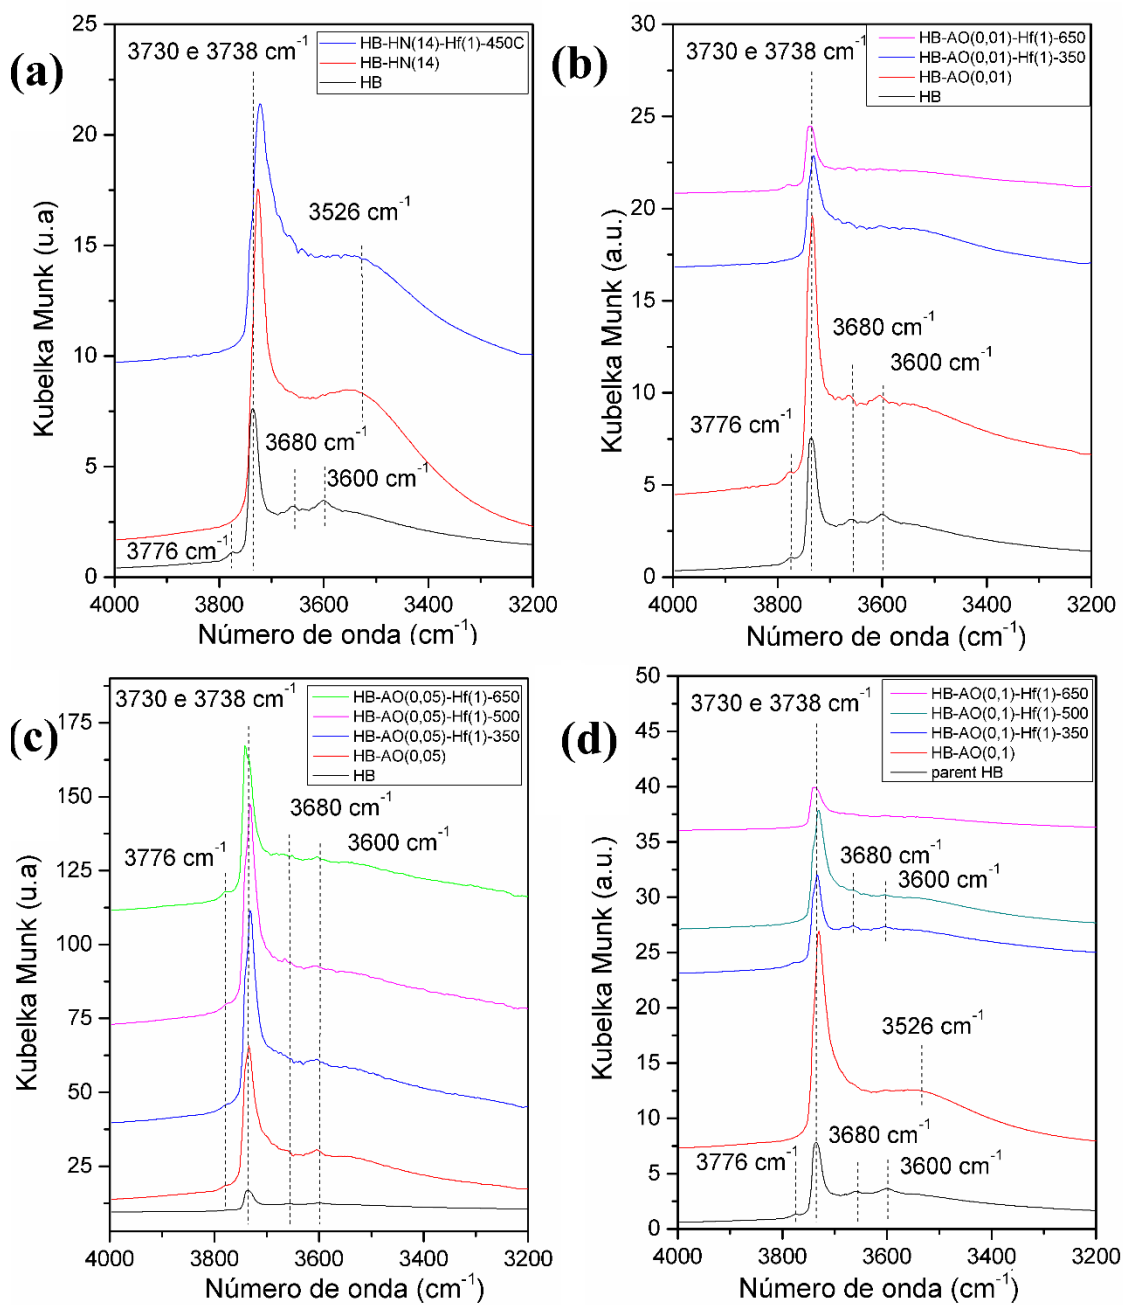 (a)
3730 e 3738 cm-1
HB-HN(14)-Hf(1)-450C
HB-HN(14)
HB
3526 cm-1
3680 cm-1
3600 cm-1
3776 cm-1
Kubelka Munk (u.a)
25
20
15
10
5
0
4000 3800 3600 3400 3200
Número de onda (cm-1)
(b)
3730 e 3738 cm-1
HB-AO(0,01)-Hf(1)-650
HB-AO(0,01)-Hf(1)-350
HB-AO(0,01)
HB
3680 cm-1
3600 cm-1
3776 cm-1
Kubelka Munk (a.u.)
30
25
20
15
10
5
0
4000 3800 3600 3400 3200
Número de onda (cm-1)
(c)
3730 e 3738 cm-1
HB-AO(0,05)-Hf(1)-650
HB-AO(0,05)-Hf(1)-500
HB-AO(0,05)-Hf(1)-350
HB-AO(0,05)
HB
3680 cm-1
3600 cm-1
3776 cm-1
Kubelka Munk (u.a)
175
150
125
100
75
50
25
4000 3800 3600 3400 3200
Número de onda (cm-1)
(d)
3730 e 3738 cm-1
HB-AO(0,1)-Hf(1)-650
HB-AO(0,1)-Hf(1)-500
HB-AO(0,1)-Hf(1)-350
HB-AO(0,1)
parent HB
3680 cm-1
3600 cm-1
3526 cm-1
3680 cm-1
3776 cm-1
3600 cm-1
Kubelka Munk (a.u.)
50
45
40
35
30
25
20
15
10
5
0
4000 3800 3600 3400 3200
Número de onda (cm-1)